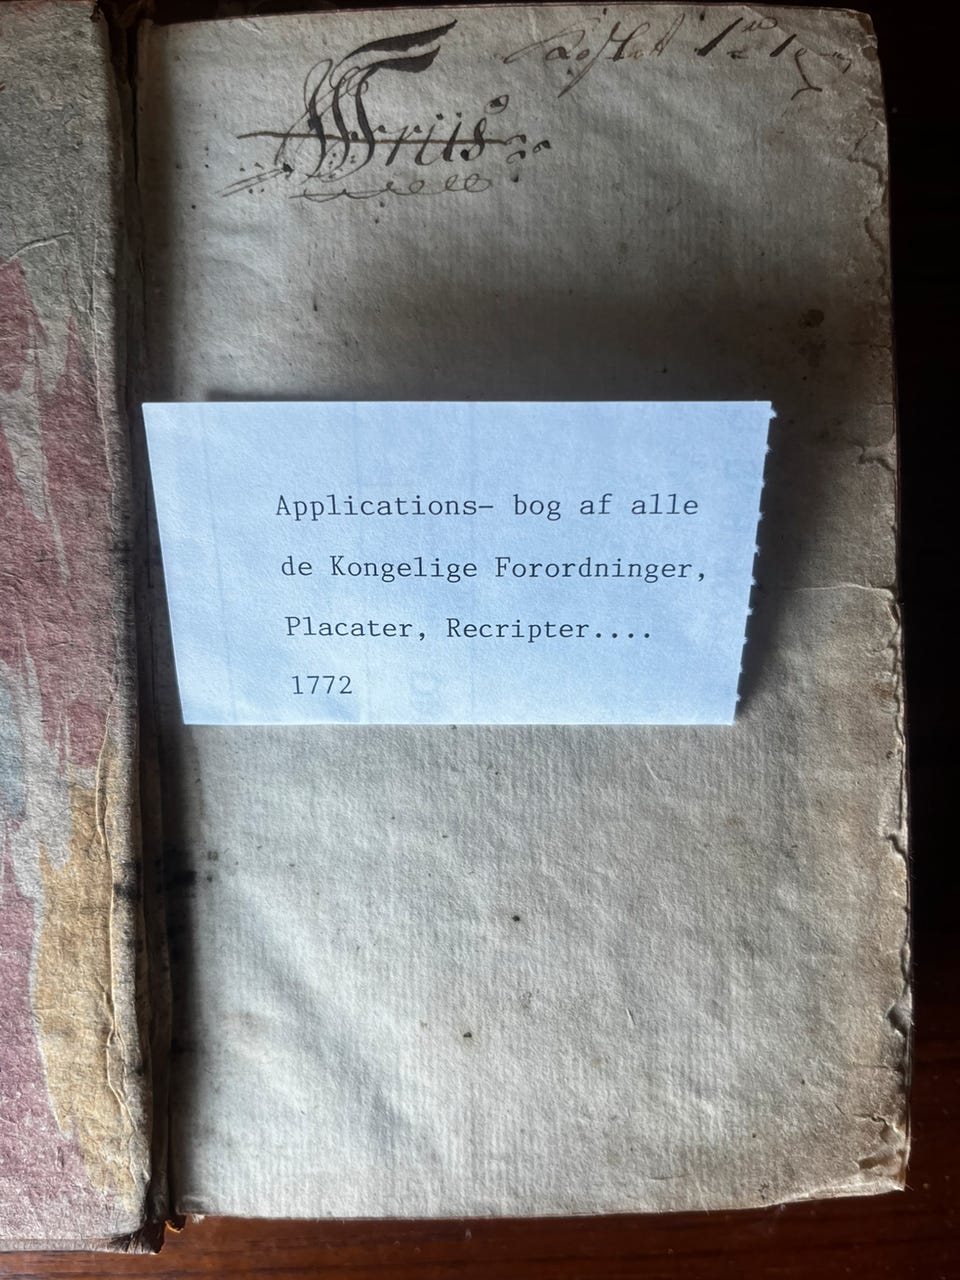 Friis
Applications- bog af alle
de Kongelige Forordninger,
Placater, Recripter....
1772